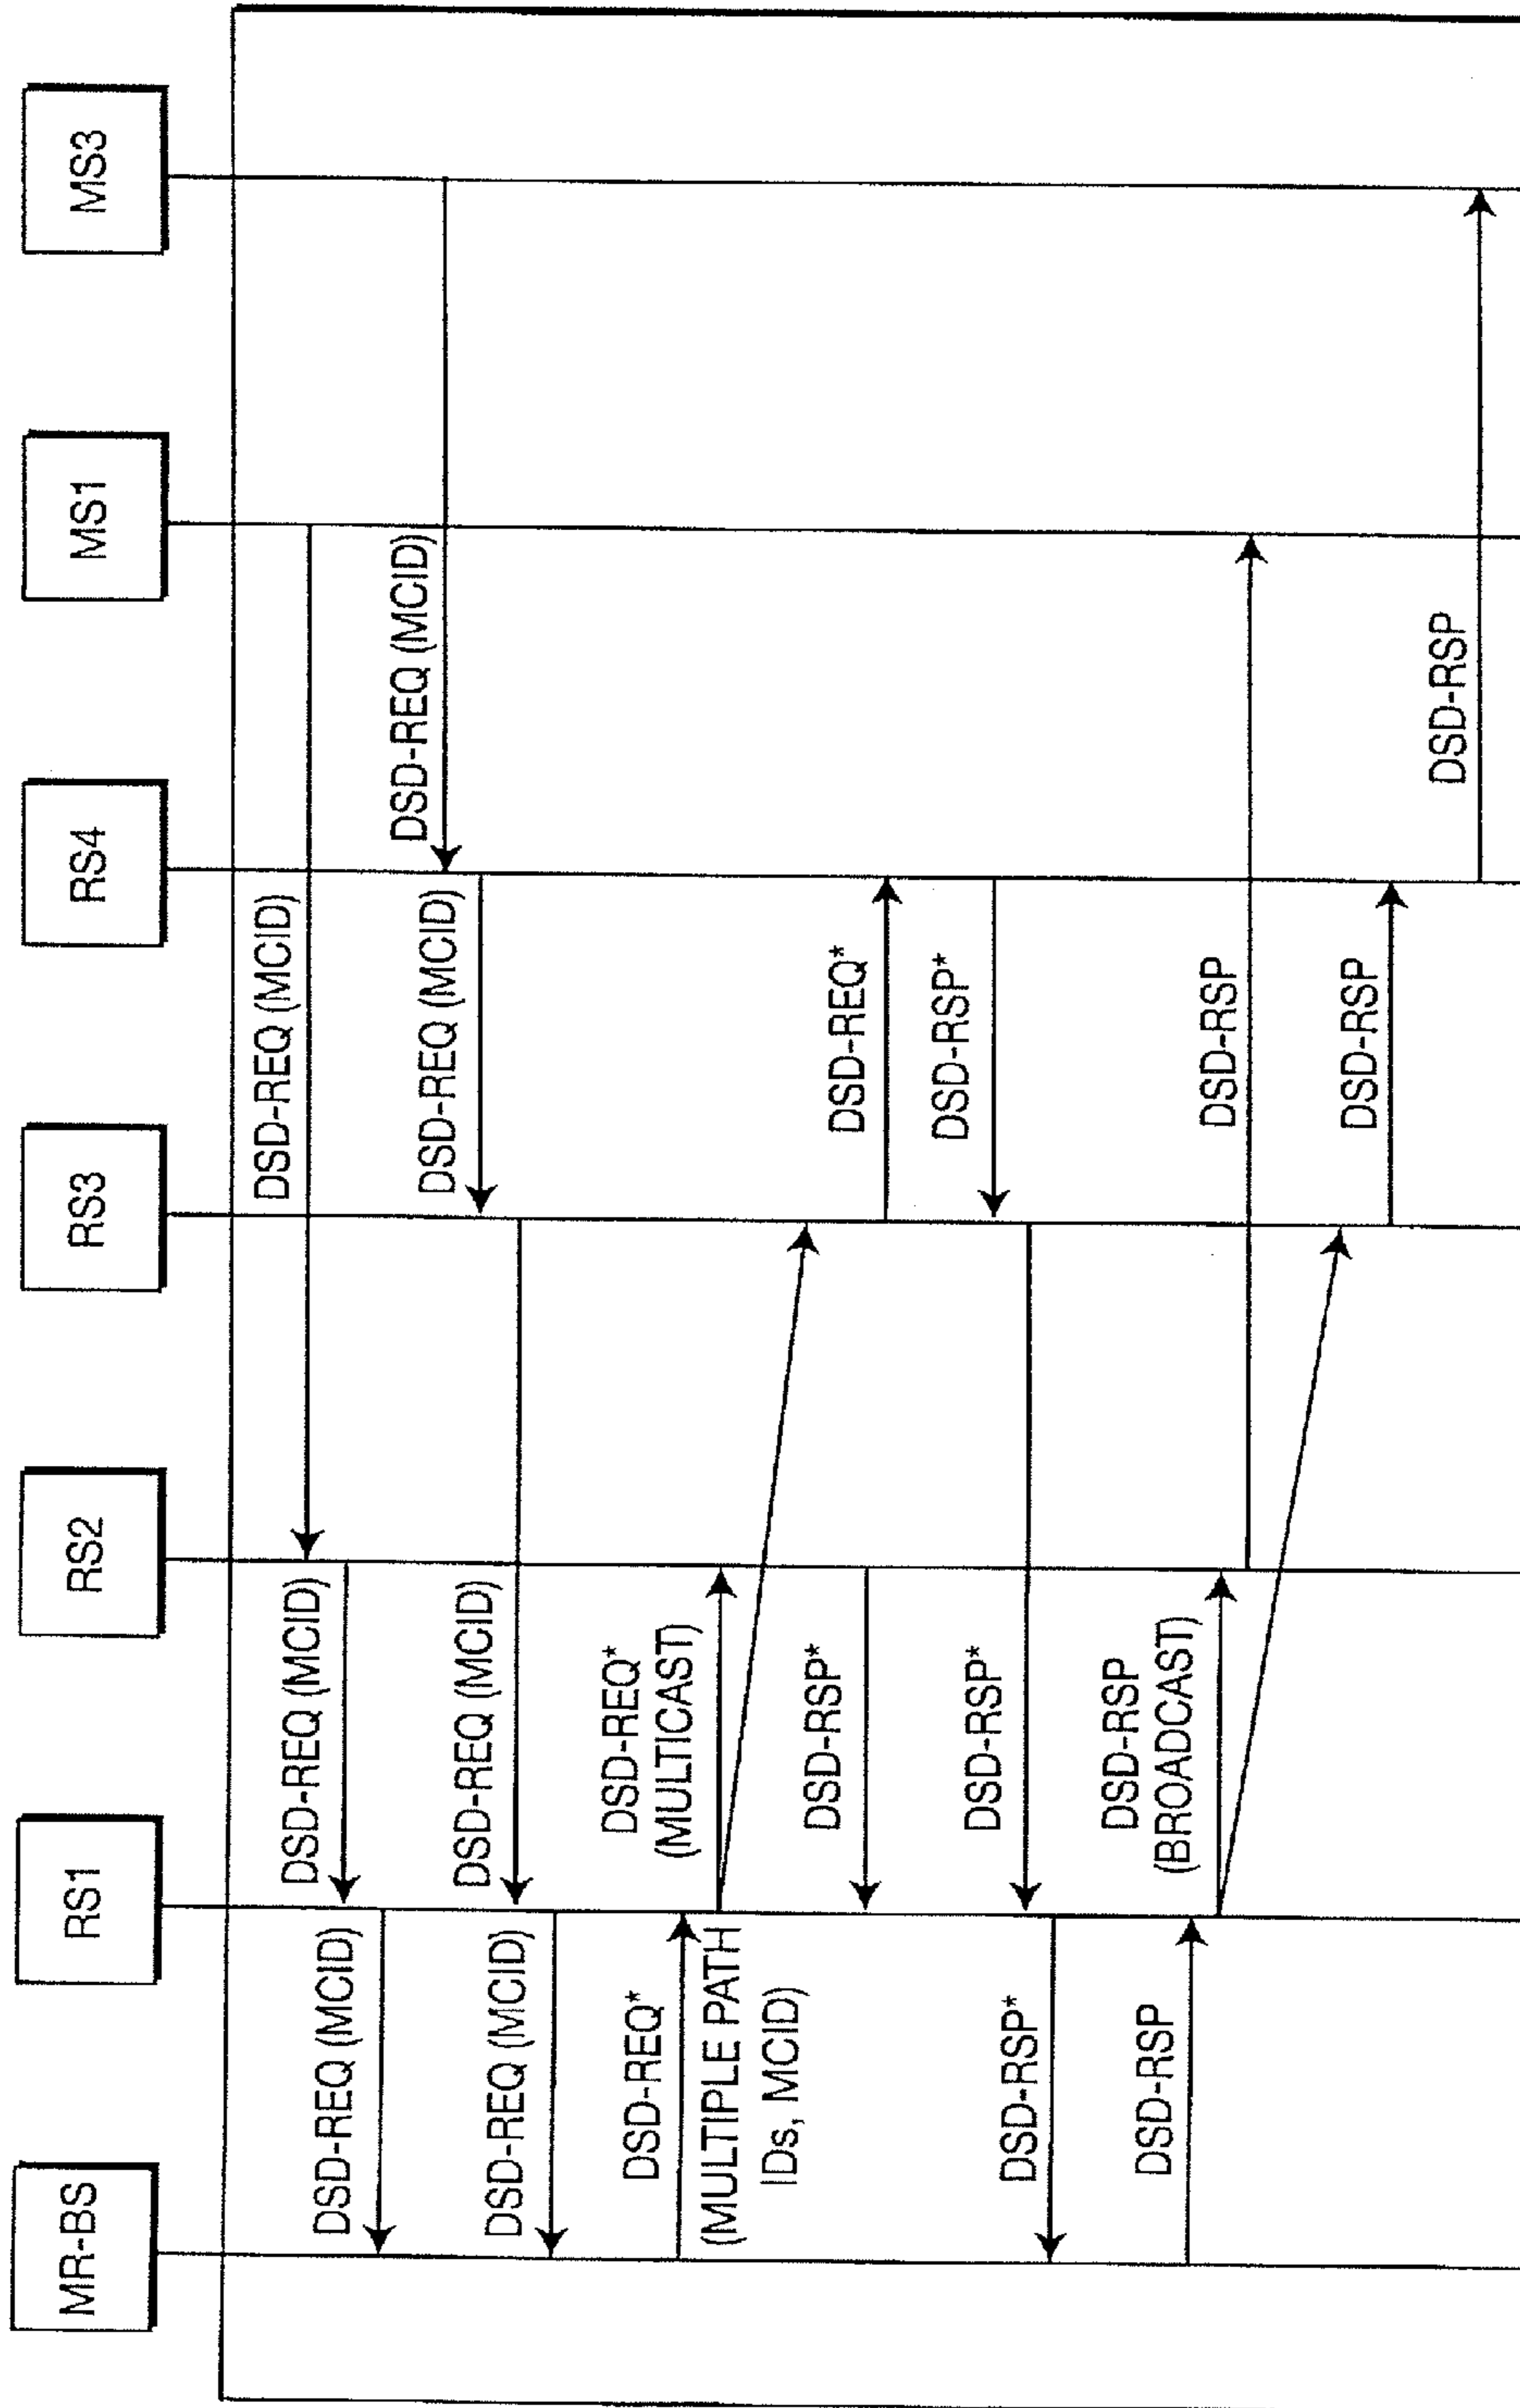 MR-BS
RS1
RS2
RS3
RS4
MS1
MS3
DSD-REQ (MCID)
DSD-REQ (MCID)
DSD-REQ (MCID)
DSD-REQ (MCID)
DSD-REQ (MCID)
DSD-REQ (MCID)
DSD-REQ (MCID)
DSD-REQ*
(MULTIPLE PATH
IDs, MCID)
DSD-REQ*
(MULTICAST)
DSD-RSP*
DSD-REQ*
DSD-RSP*
DSD-RSP*
DSD-RSP*
DSD-RSP
DSD-RSP
(BROADCAST)
DSD-RSP
DSD-RSP
DSD-RSP